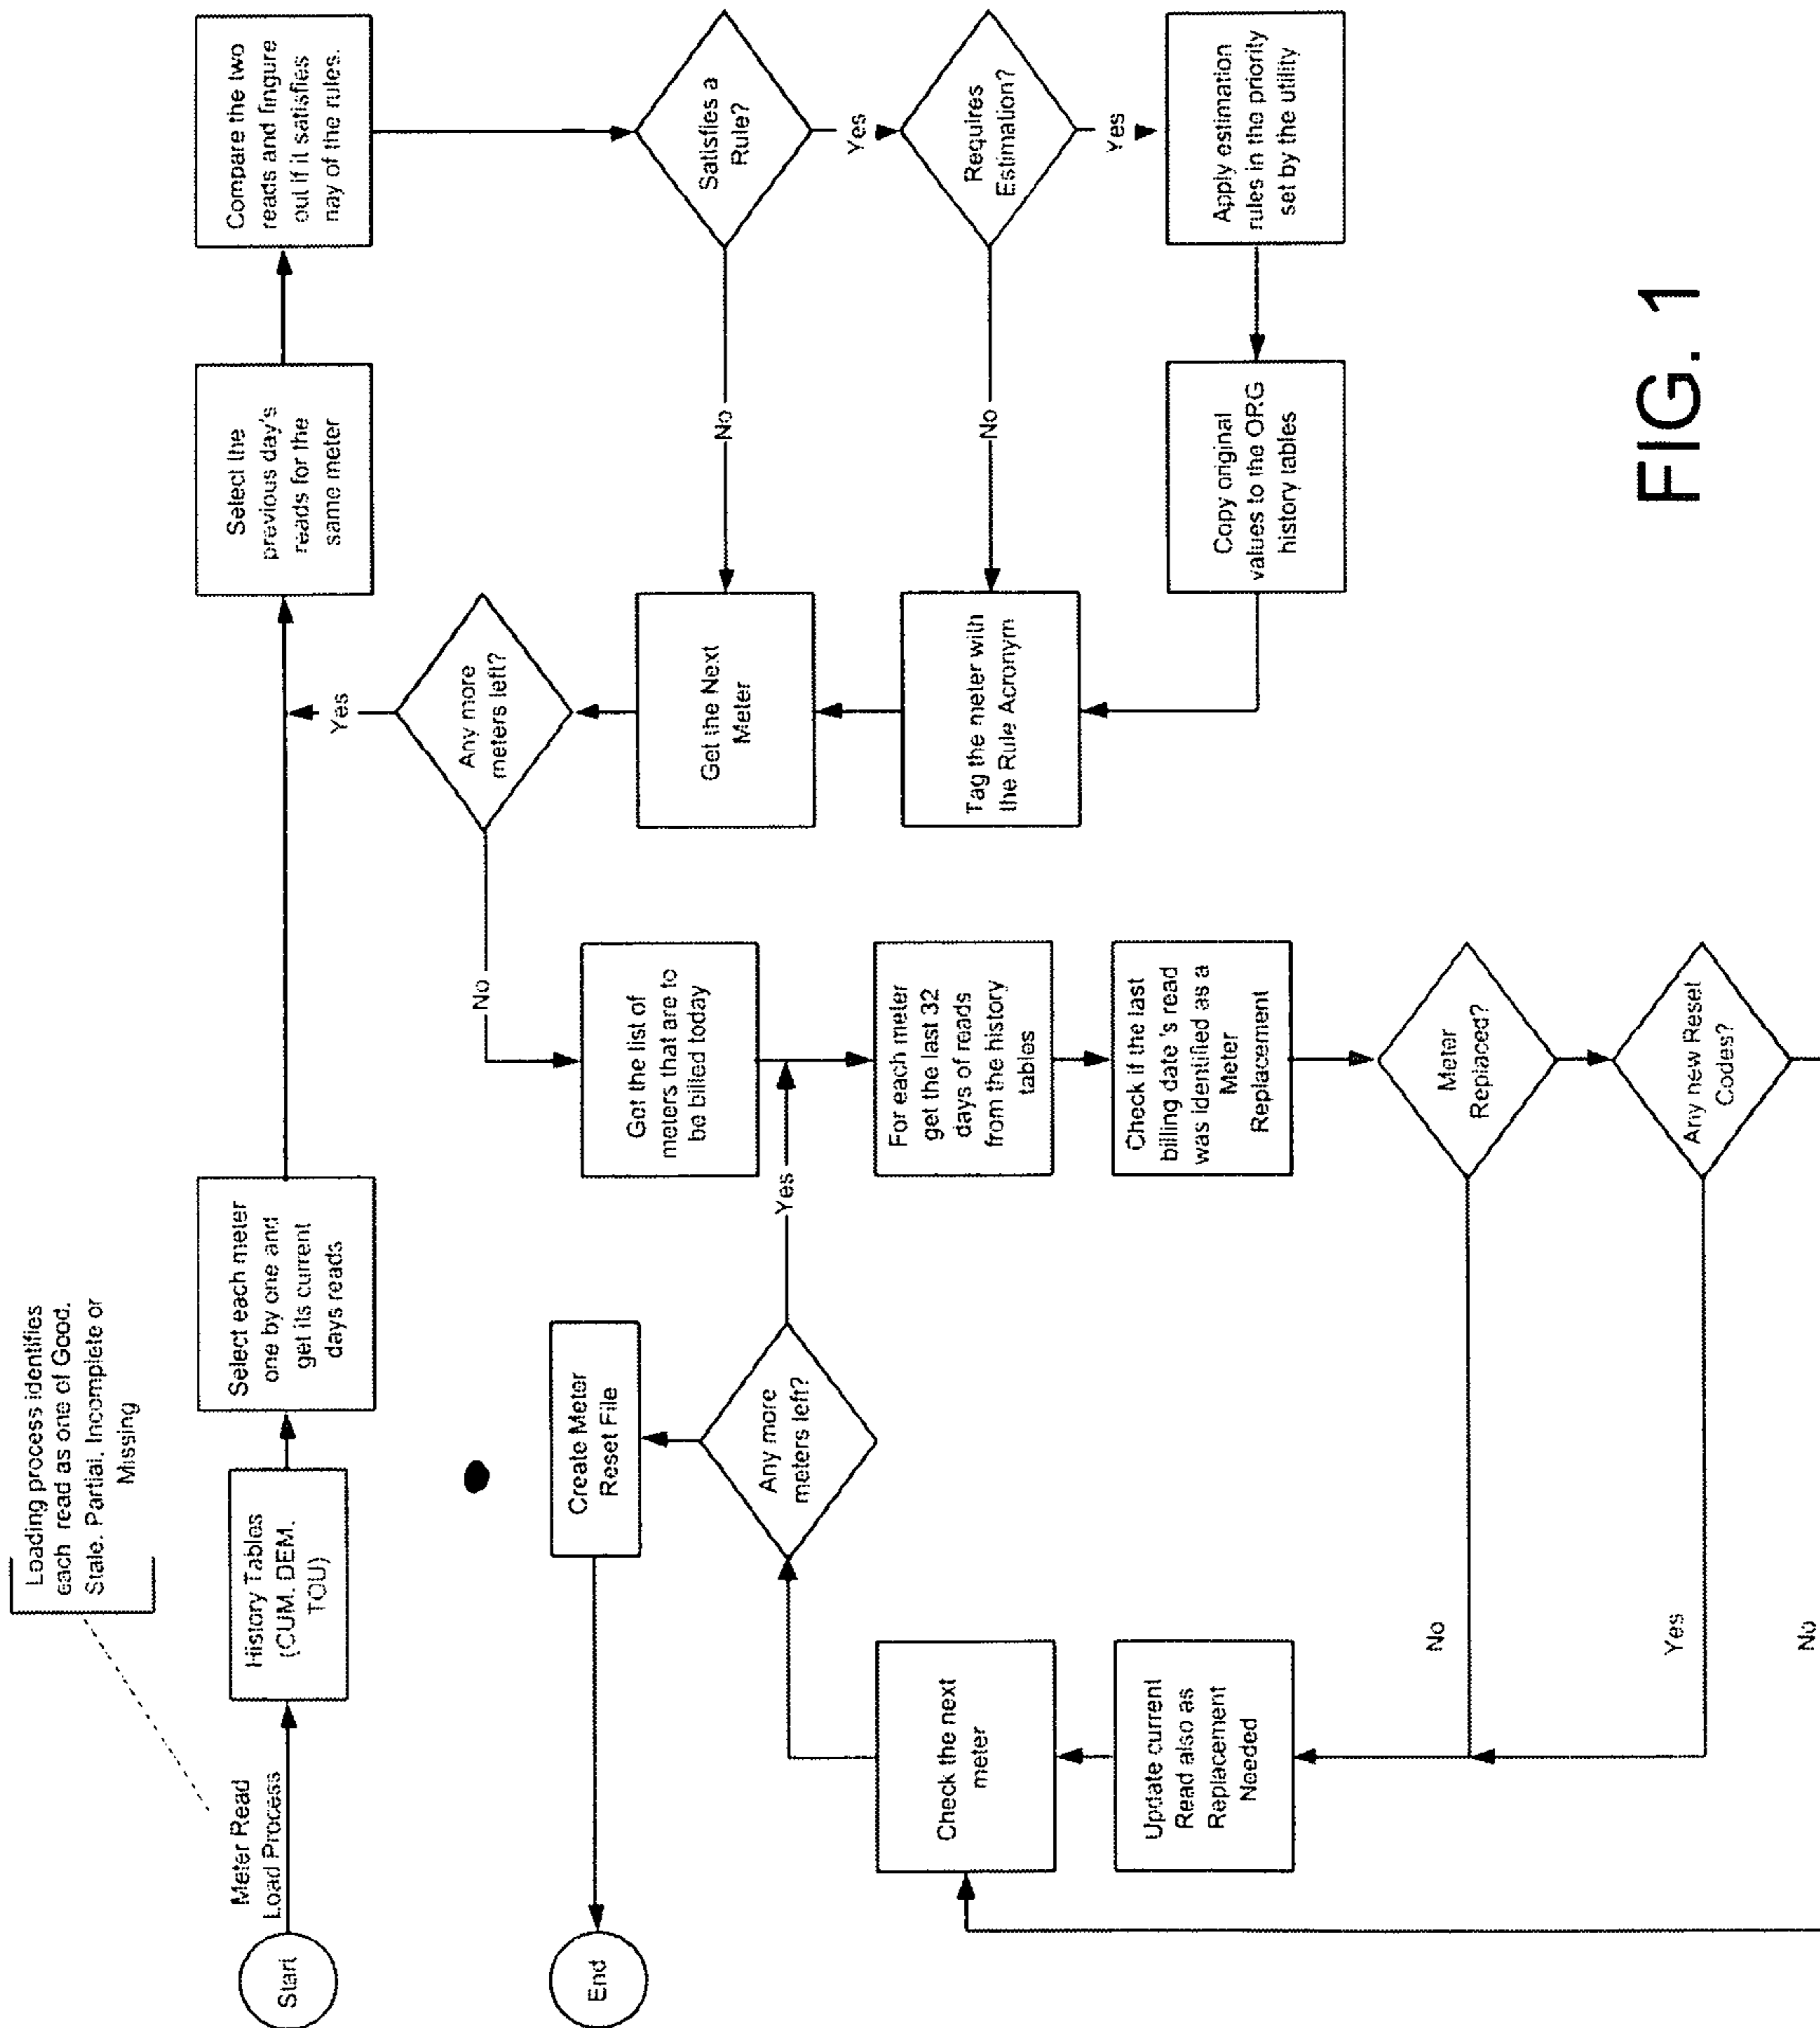 Loading process identifies
each read as one of Good.
Stale. Partial. Incomplete or
Missing
Meter Read
Load Process
Start
History Tables
(CUM. DEM.
TOU)
Select each meter
one by one and
get its current
days reads
Select the
previous day's
reads for the
same meter
Compare the two
reads and fingure
out if it satisfies
nay of the rules.
Satisfies a
Rule?
Yes
No
Requires
Estimation?
Yes
No
Apply estimation
rules in the priority
set by the utility
Copy original
values to the ORG
history tables
Tag the meter with
the Rule Acronym
Get the Next
Meter
Any more
meters left?
Yes
No
Got the list of
meters that are to
be billed today
For each meter
get the last 32
days of reads
from the history
tables
Check if the last
billing date's read
was identified as a
Meter
Replacement
Meter
Replaced?
No
Any new Reset
Codes?
Yes
No
Update current
Read also as
Replacement
Needed
Check the next
meter
Any more
meters left?
Yes
Create Meter
Reset File
End
FIG. 1